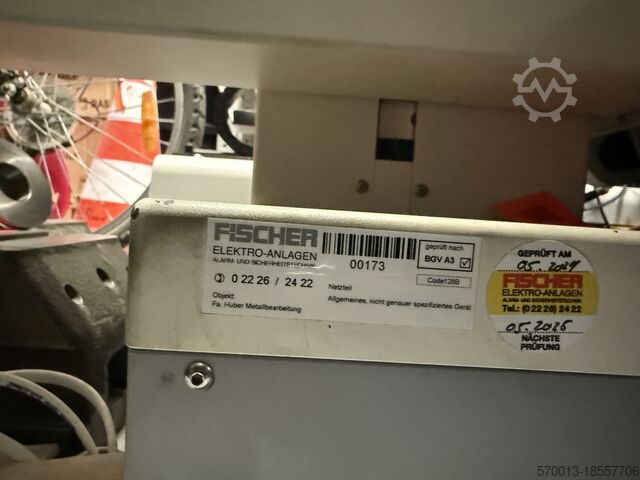 FISCHER
ELEKTRO-ANLAGEN
ALARM- UND SICHERHEITSTECHNIK
0 22 26 / 24 22
Objekt:
Fa. Huber Metallbearbeitung
00173
Netzteil
Allgemeines, nicht genauer spezifiziertes Gerät
geprüft nach
BGV A3
Code128B
GEPRÜFT AM
05. 2024
FISCHER
ELEKTRO-ANLAGEN
ALARM- UND SICHERHEITSTECHNIK
Tel.: (0 22 26) 24 22
05. 2025
NÄCHSTE
PRÜFUNG
570013-18557706